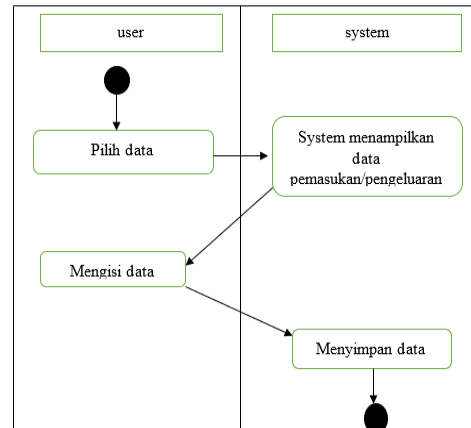 user
system
Pilih data
System menampilkan
data
pemasukan/pengeluaran
Mengisi data
Menyimpan data